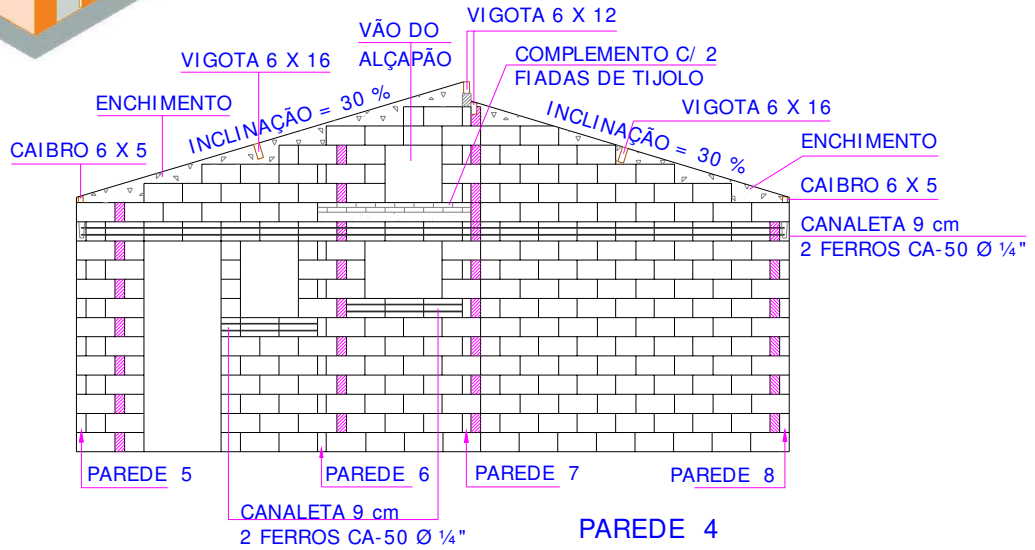 VIGOTA 6 X 12
VÃO DO
ALÇAPÃO
VIGOTA 6 X 16
COMPLEMENTO C/ 2
FIADAS DE TIJOLO
ENCHIMENTO
INCLINAÇÃO = 30 %
INCLINAÇÃO = 30 %
VIGOTA 6 X 16
CAIBRO 6 X 5
ENCHIMENTO
CAIBRO 6 X 5
CANALETA 9 cm
2 FERROS CA-50 Ø ¼"
PAREDE 5
PAREDE 6
PAREDE 7
PAREDE 8
CANALETA 9 cm
2 FERROS CA-50 Ø ¼"
PAREDE 4